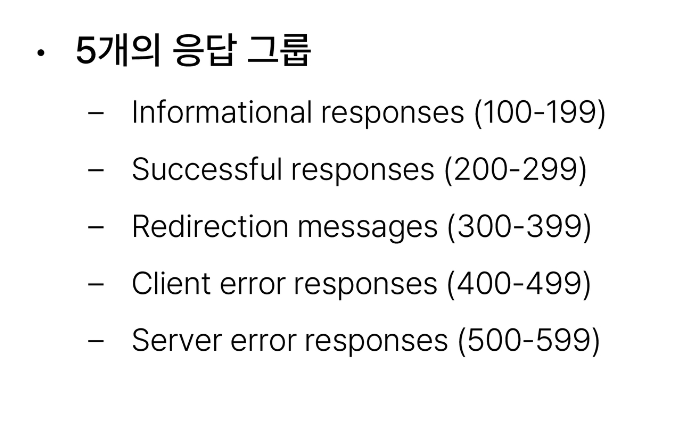 • 5개의 응답 그룹
– Informational responses (100-199)
– Successful responses (200-299)
– Redirection messages (300-399)
– Client error responses (400-499)
– Server error responses (500-599)